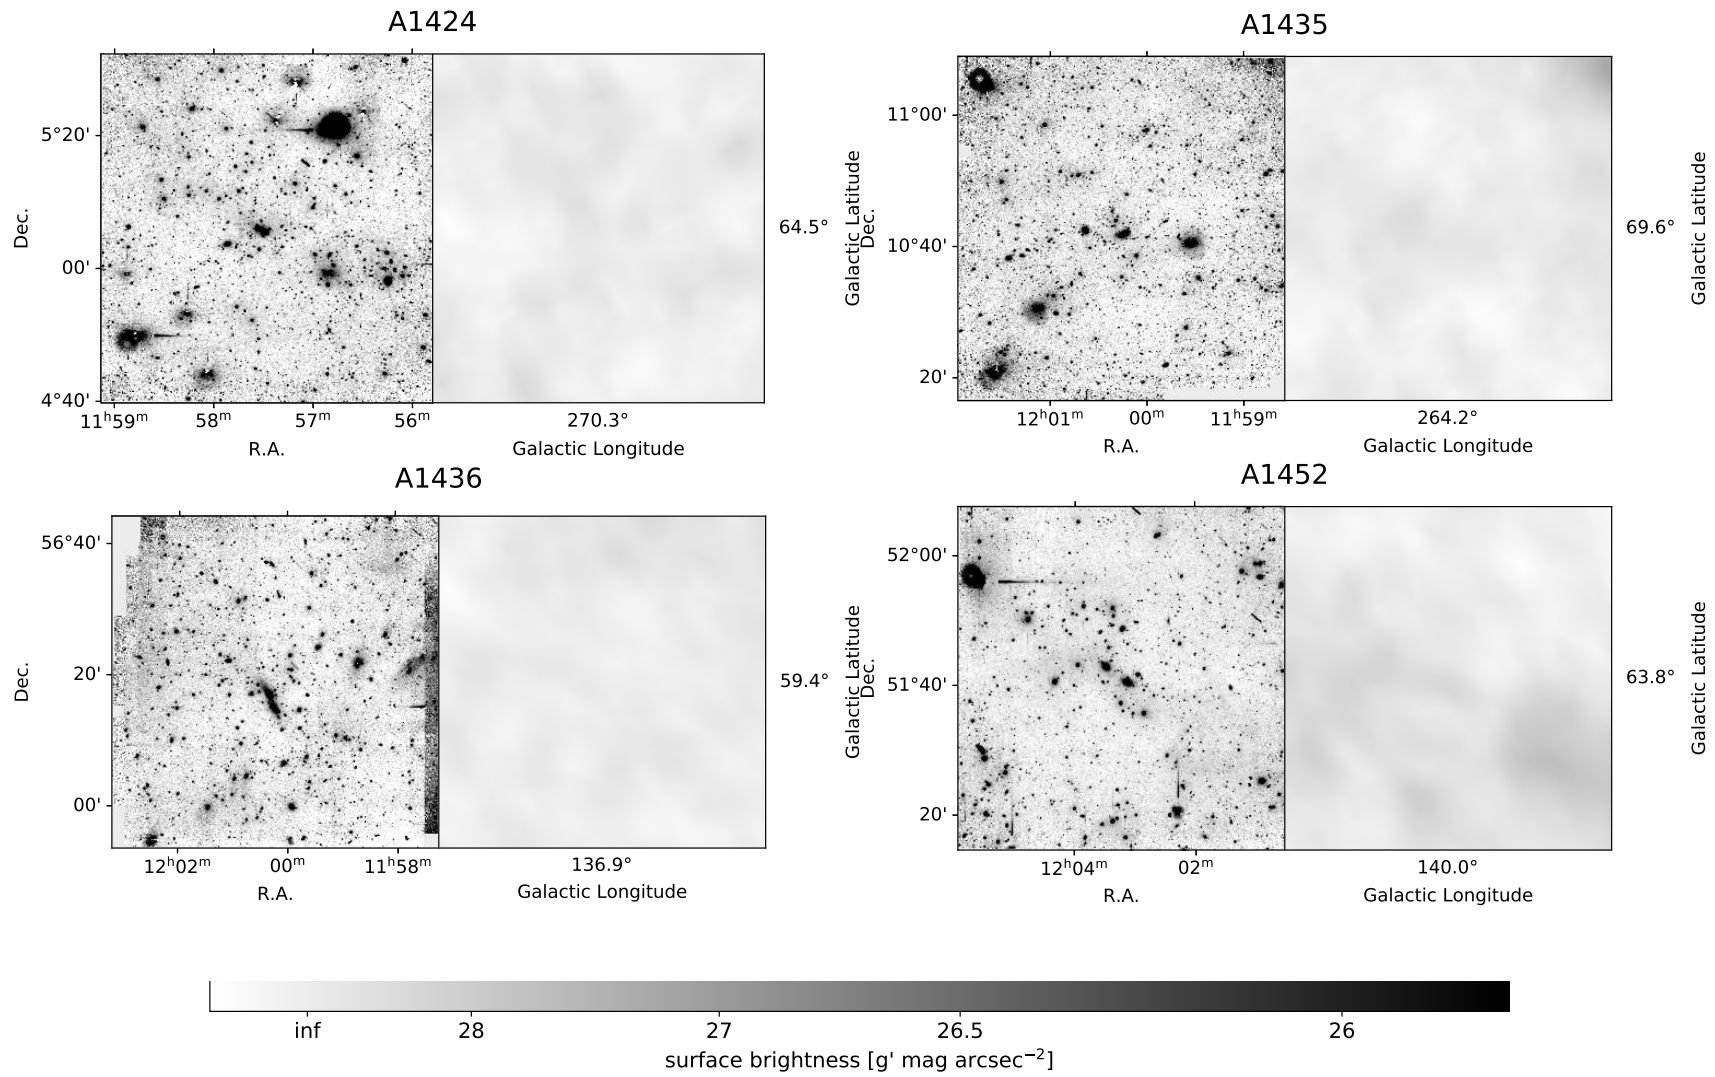 A1424
5°20'
00'
4°40'
Dec.
11ʰ59ᵐ 58ᵐ 57ᵐ 56ᵐ
R.A.
270.3°
Galactic Longitude
64.5°
Galactic Latitude
A1435
11°00'
10°40'
20'
Dec.
12ʰ01ᵐ 00ᵐ 11ʰ59ᵐ
R.A.
264.2°
Galactic Longitude
69.6°
Galactic Latitude
A1436
56°40'
20'
00'
Dec.
12ʰ02ᵐ 00ᵐ 11ʰ58ᵐ
R.A.
136.9°
Galactic Longitude
59.4°
Galactic Latitude
A1452
52°00'
51°40'
20'
Dec.
12ʰ04ᵐ 02ᵐ
R.A.
140.0°
Galactic Longitude
63.8°
Galactic Latitude
inf 28 27 26.5 26
surface brightness [g' mag arcsec⁻²]